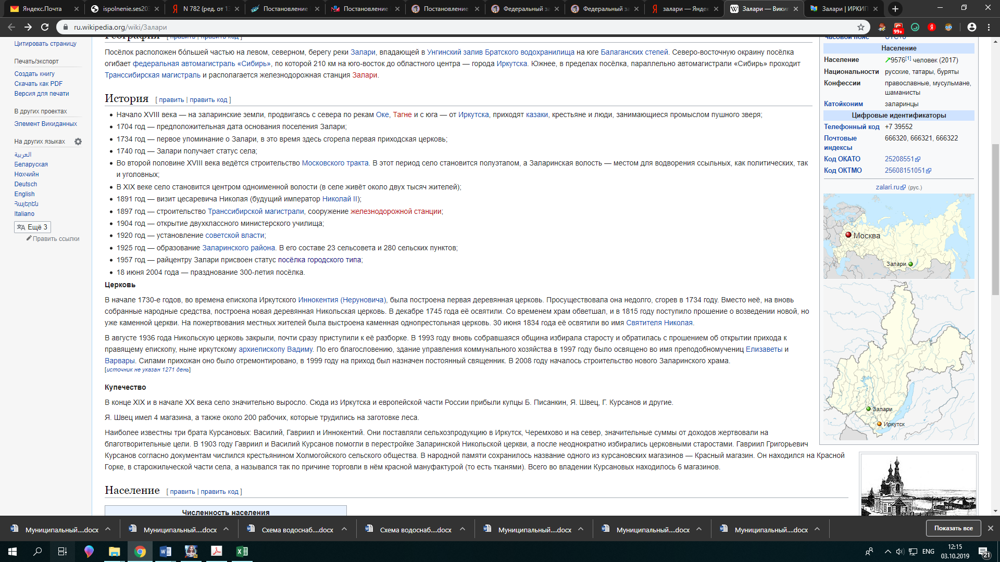 Яндекс.Почта
ispolnenie.ses20
N 782 (ред. от 1
Постановление
Постановление
Постановление
Федеральный за
Федеральный за
залари — Яндек
Залари — Вики
Залари | ИРКИП
ru.wikipedia.org/wiki/Залари
99+
Цитировать страницу
Печать/экспорт
Создать книгу
Скачать как PDF
Версия для печати
В других проектах
Элемент Викиданных
На других языках
العربية
Беларуская
Нохчийн
Deutsch
English
Հայերեն
Italiano
Ещё 3
Править ссылки
География [ править | править код ]
Посёлок расположен бо́льшей частью на левом, северном, берегу реки Залари, впадающей в Унгинский залив Братского водохранилища на юге Балаганских степей. Северо-восточную окраину посёлка
огибает федеральная автомагистраль «Сибирь», по которой 210 км на юго-восток до областного центра — города Иркутска. Южнее, в пределах посёлка, параллельно автомагистрали «Сибирь» проходит
Транссибирская магистраль и располагается железнодорожная станция Залари.
История [ править | править код ]
• Начало XVIII века — на заларинские земли, продвигаясь с севера по рекам Оке, Тагне и с юга — от Иркутска, приходят казаки, крестьяне и люди, занимающиеся промыслом пушного зверя;
• 1704 год — предположительная дата основания поселения Залари;
• 1734 год — первое упоминание о Залари, в это время здесь сгорела первая приходская церковь;
• 1740 год — Залари получает статус села;
• Во второй половине XVIII века ведётся строительство Московского тракта. В этот период село становится полуэтапом, а Заларинская волость — местом для водворения ссыльных, как политических, так
и уголовных;
• В XIX веке село становится центром одноименной волости (в селе живёт около двух тысяч жителей);
• 1891 год — визит цесаревича Николая (будущий император Николай II);
• 1897 год — строительство Транссибирской магистрали, сооружение железнодорожной станции;
• 1904 год — открытие двухклассного министерского училища;
• 1920 год — установление советской власти;
• 1925 год — образование Заларинского района. В его составе 23 сельсовета и 280 сельских пунктов;
• 1957 год — райцентру Залари присвоен статус посёлка городского типа;
• 18 июня 2004 года — празднование 300-летия посёлка.
Церковь
В начале 1730-е годов, во времена епископа Иркутского Иннокентия (Неруновича), была построена первая деревянная церковь. Просуществовала она недолго, сгорев в 1734 году. Вместо неё, на вновь
собранные народные средства, построена новая деревянная Никольская церковь. В декабре 1745 года её освятили. Со временем храм обветшал, и в 1815 году поступило прошение о возведении новой, но
уже каменной церкви. На пожертвования местных жителей была выстроена каменная однопрестольная церковь. 30 июня 1834 года её освятили во имя Святителя Николая.
В августе 1936 года Никольскую церковь закрыли, почти сразу приступили к её разборке. В 1993 году вновь собравшаяся община избирала старосту и обратилась с прошением об открытии прихода к
правящему епископу, ныне иркутскому архиепископу Вадиму. По его благословению, здание управления коммунального хозяйства в 1997 году было освящено во имя преподобномучениц Елизаветы и
Варвары. Силами прихожан оно было отремонтировано, в 1999 году на приход был назначен постоянный священник. В 2008 году началось строительство нового Заларинского храма.
[источник не указан 1271 день]
Купечество
В конце XIX и в начале XX века село значительно выросло. Сюда из Иркутска и европейской части России прибыли купцы Б. Писанкин, Я. Швец, Г. Курсанов и другие.
Я. Швец имел 4 магазина, а также около 200 рабочих, которые трудились на заготовке леса.
Наиболее известны три брата Курсановых: Василий, Гавриил и Иннокентий. Они поставляли сельхозпродукцию в Иркутск, Черемхово и на север, значительные суммы от доходов жертвовали на
благотворительные цели. В 1903 году Гавриил и Василий Курсанов помогли в перестройке Заларинской Никольской церкви, а после неоднократно избирались церковными старостами. Гавриил Григорьевич
Курсанов согласно документам числился крестьянином Холмогойского сельского общества. В народной памяти сохранилось название одного из курсановских магазинов — Красный магазин. Он находился на Красной
Горке, в старожильческой части села, а назывался так по причине торговли в нём красной мануфактурой (то есть тканями). Всего во владении Курсановых находилось 6 магазинов.
Население [ править | править код ]
Численность населения
Часовой пояс UTC+8
Население
Население 9576[1] человек (2017)
Национальности русские, татары, буряты
Конфессии православные, мусульмане,
шаманисты
Катойконим заларинцы
Цифровые идентификаторы
Телефонный код +7 39552
Почтовые 666320, 666321, 666322
индексы
Код ОКАТО 25208551
Код ОКТМО 25608151051
zalari.ru (рус.)
Москва
Залари
Залари
Иркутск
Муниципальный....docx
Муниципальный....docx
Схема водоснаб....docx
Схема водоснаб....docx
Муниципальный....docx
Муниципальный....docx
Муниципальный....docx
Показать все
ENG
12:15
03.10.2019
21